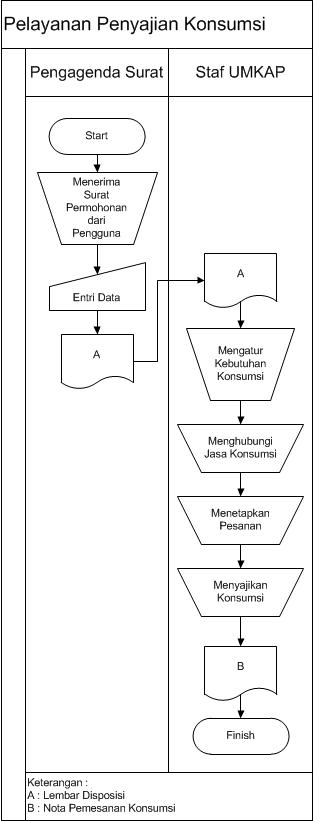 Pelayanan Penyajian Konsumsi
Pengagenda Surat
Staf UMKAP
Start
Menerima
Surat
Permohonan
dari
Pengguna
Entri Data
A
A
Mengatur
Kebutuhan
Konsumsi
Menghubungi
Jasa Konsumsi
Menetapkan
Pesanan
Menyajikan
Konsumsi
B
Finish
Keterangan :
A : Lembar Disposisi
B : Nota Pemesanan Konsumsi